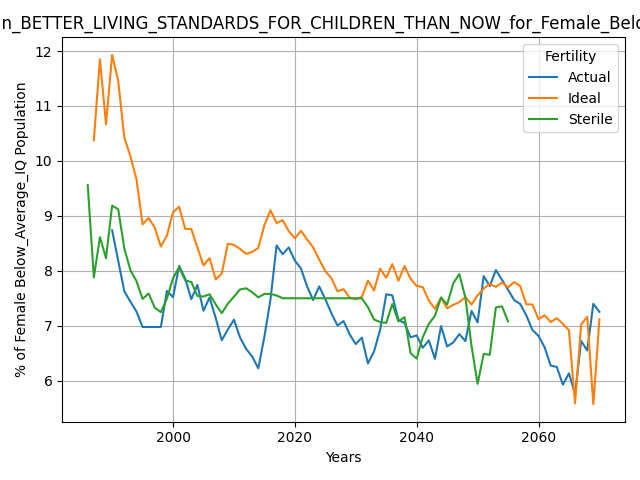 n_BETTER_LIVING_STANDARDS_FOR_CHILDREN_THAN_NOW_for_Female_Belo
Fertility
Actual
Ideal
Sterile
% of Female Below_Average_IQ Population
12
11
10
9
8
7
6
2000 2020 2040 2060
Years